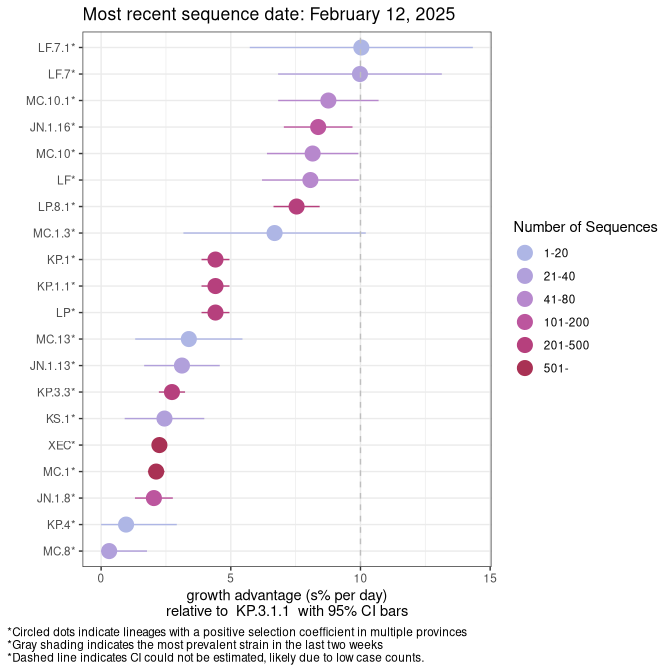 Most recent sequence date: February 12, 2025
LF.7.1*
LF.7*
MC.10.1*
JN.1.16*
MC.10*
LF*
LP.8.1*
MC.1.3*
KP.1*
KP.1.1*
LP*
MC.13*
JN.1.13*
KP.3.3*
KS.1*
XEC*
MC.1*
JN.1.8*
KP.4*
MC.8*
0 5 10 15
growth advantage (s% per day)
relative to KP.3.1.1 with 95% CI bars
Number of Sequences
1-20
21-40
41-80
101-200
201-500
501-
*Circled dots indicate lineages with a positive selection coefficient in multiple provinces
*Gray shading indicates the most prevalent strain in the last two weeks
*Dashed line indicates CI could not be estimated, likely due to low case counts.